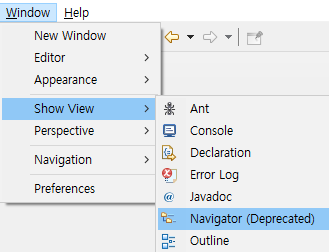 Window Help
New Window
Editor
Appearance
Show View
Perspective
Navigation
Preferences
Ant
Console
Declaration
Error Log
@ Javadoc
Navigator (Deprecated)
Outline